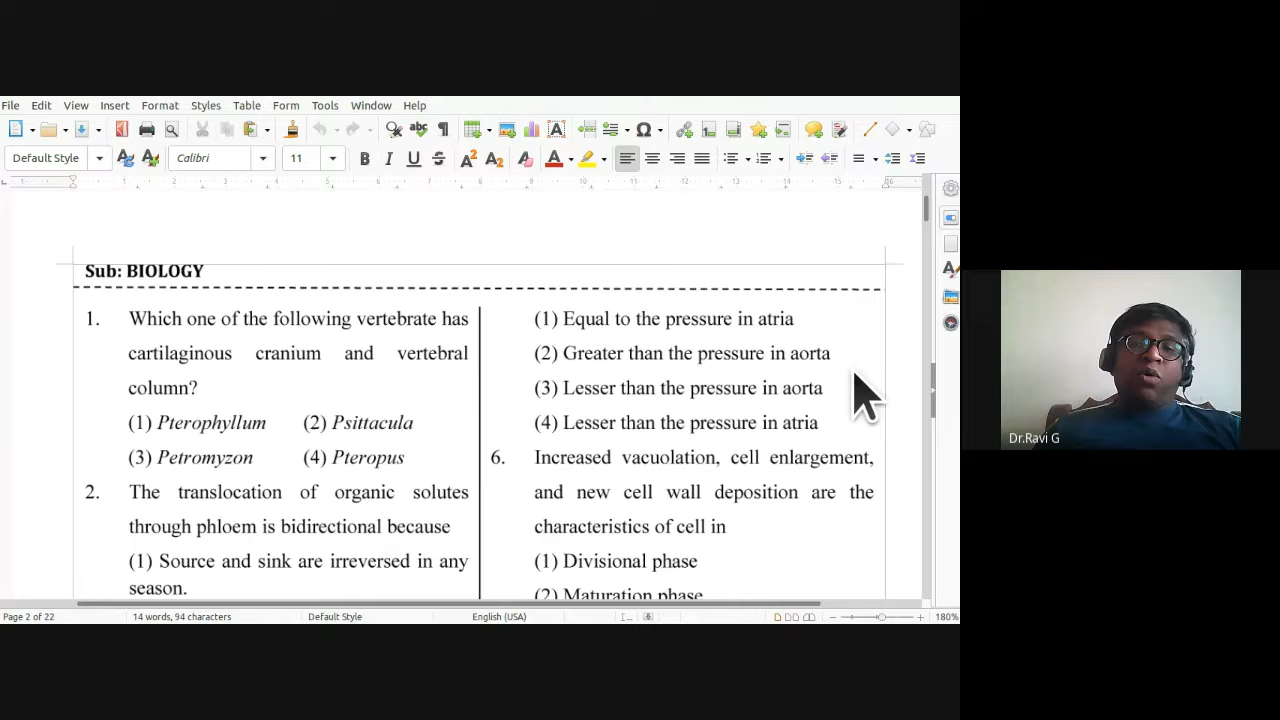 File Edit View Insert Format Styles Table Form Tools Window Help
Default Style Calibri 11
Sub: BIOLOGY
1. Which one of the following vertebrate has
cartilaginous cranium and vertebral
column?
(1) Pterophyllum (2) Psittacula
(3) Petromyzon (4) Pteropus
2. The translocation of organic solutes
through phloem is bidirectional because
(1) Source and sink are irreversed in any
season.
(1) Equal to the pressure in atria
(2) Greater than the pressure in aorta
(3) Lesser than the pressure in aorta
(4) Lesser than the pressure in atria
6. Increased vacuolation, cell enlargement,
and new cell wall deposition are the
characteristics of cell in
(1) Divisional phase
(2) Maturation phase
Page 2 of 22 14 words, 94 characters Default Style English (USA) 180%
Dr.Ravi G